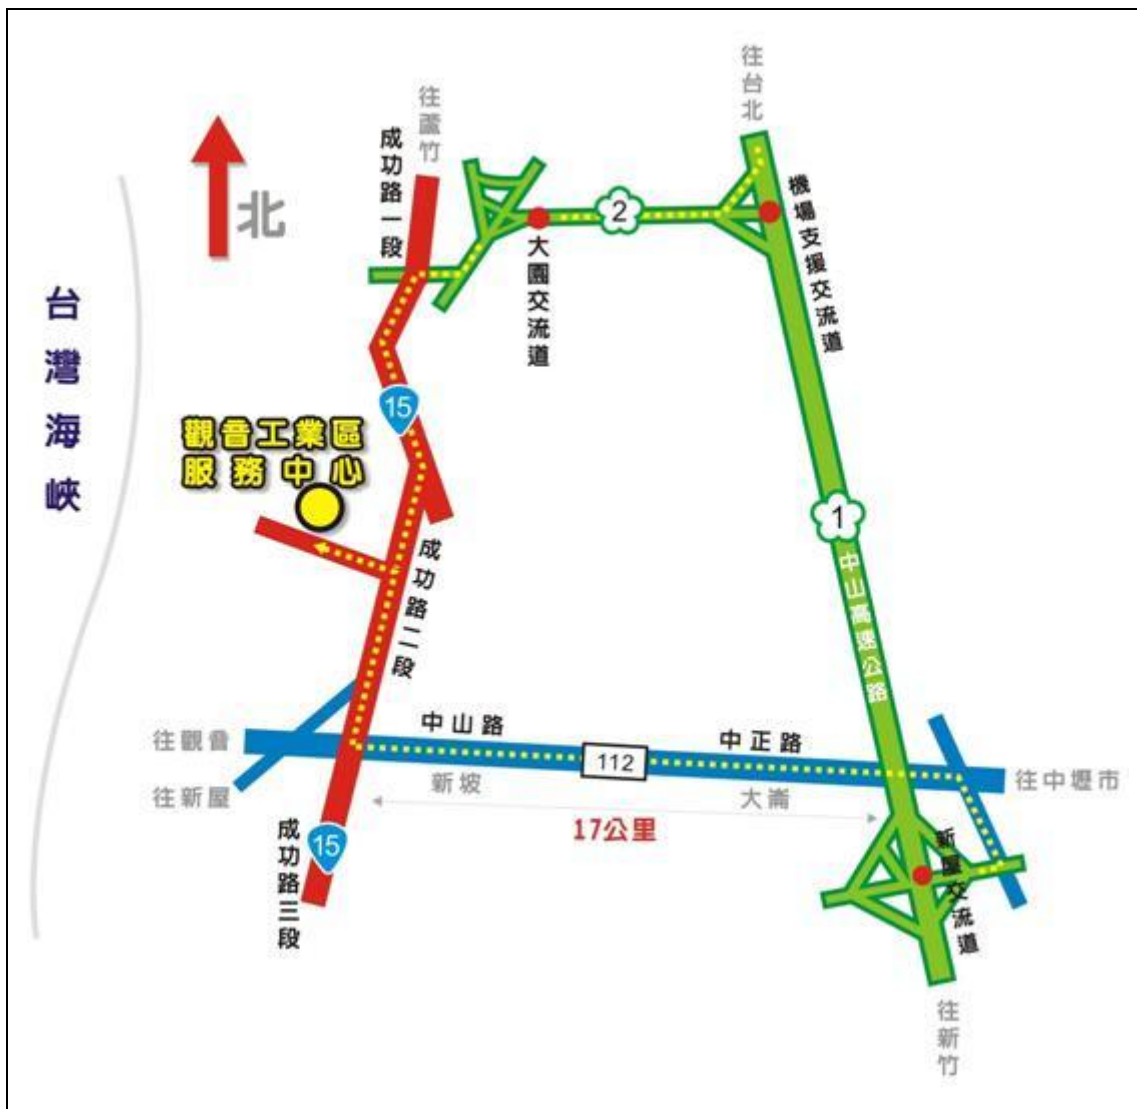 往台北
往蘆竹
成功路一段
北
2
機場支援交流道
大園交流道
台灣海峽
15
觀音工業區
服務中心
1
中山高速公路
成功路二段
中山路
中正路
往觀音
112
新坡
大崙
往中壢市
往新屋
17公里
15
成功路三段
新屋交流道
往新竹